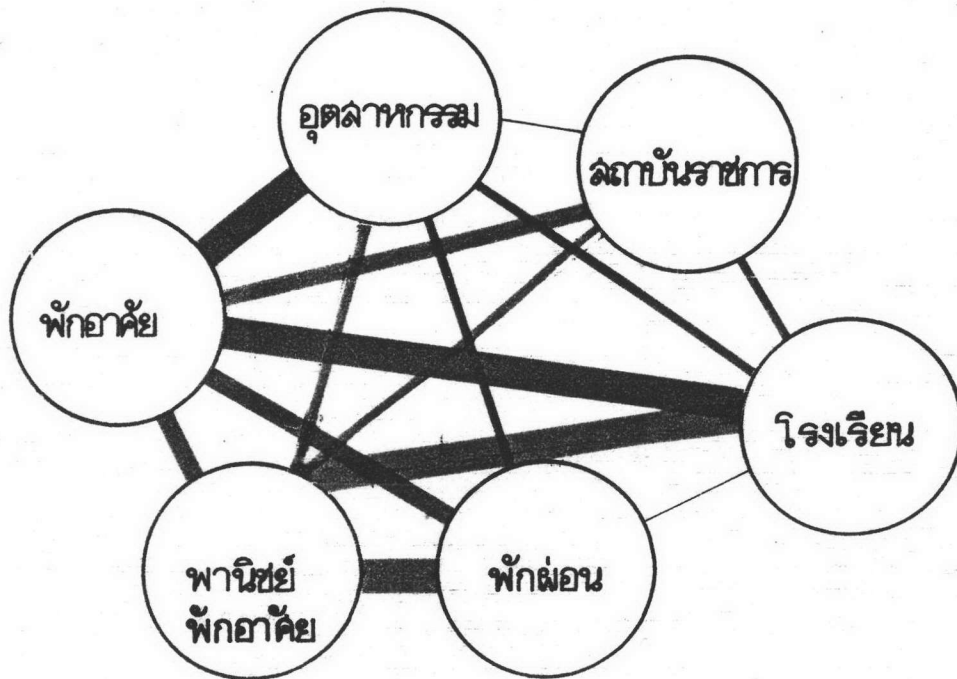 อุตสาหกรรม
สถาบันราชการ
พักอาศัย
โรงเรียน
พานิชย์
พักอาศัย
พักผ่อน